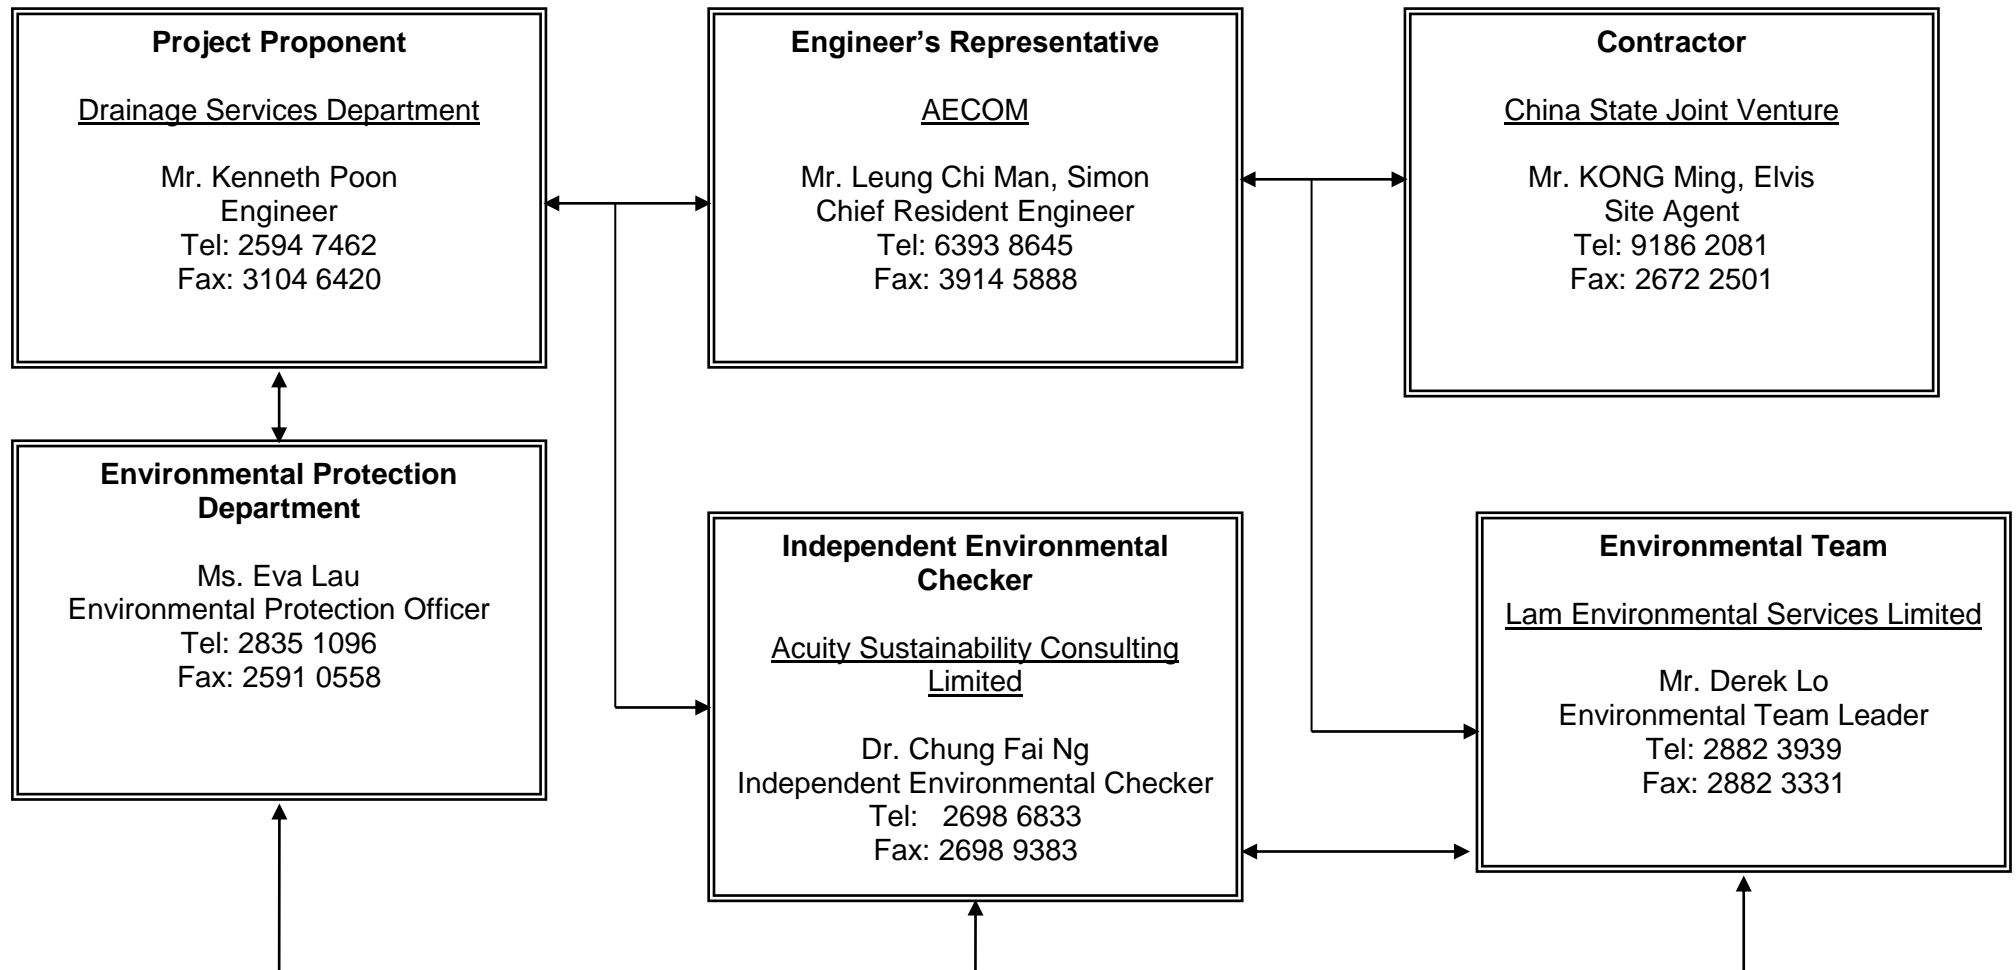 Project Proponent
Drainage Services Department
Mr. Kenneth Poon
Engineer
Tel: 2594 7462
Fax: 3104 6420
Engineer’s Representative
AECOM
Mr. Leung Chi Man, Simon
Chief Resident Engineer
Tel: 6393 8645
Fax: 3914 5888
Contractor
China State Joint Venture
Mr. KONG Ming, Elvis
Site Agent
Tel: 9186 2081
Fax: 2672 2501
Environmental Protection
Department
Ms. Eva Lau
Environmental Protection Officer
Tel: 2835 1096
Fax: 2591 0558
Independent Environmental
Checker
Acuity Sustainability Consulting
Limited
Dr. Chung Fai Ng
Independent Environmental Checker
Tel:   2698 6833
Fax: 2698 9383
Environmental Team
Lam Environmental Services Limited
Mr. Derek Lo
Environmental Team Leader
Tel: 2882 3939
Fax: 2882 3331